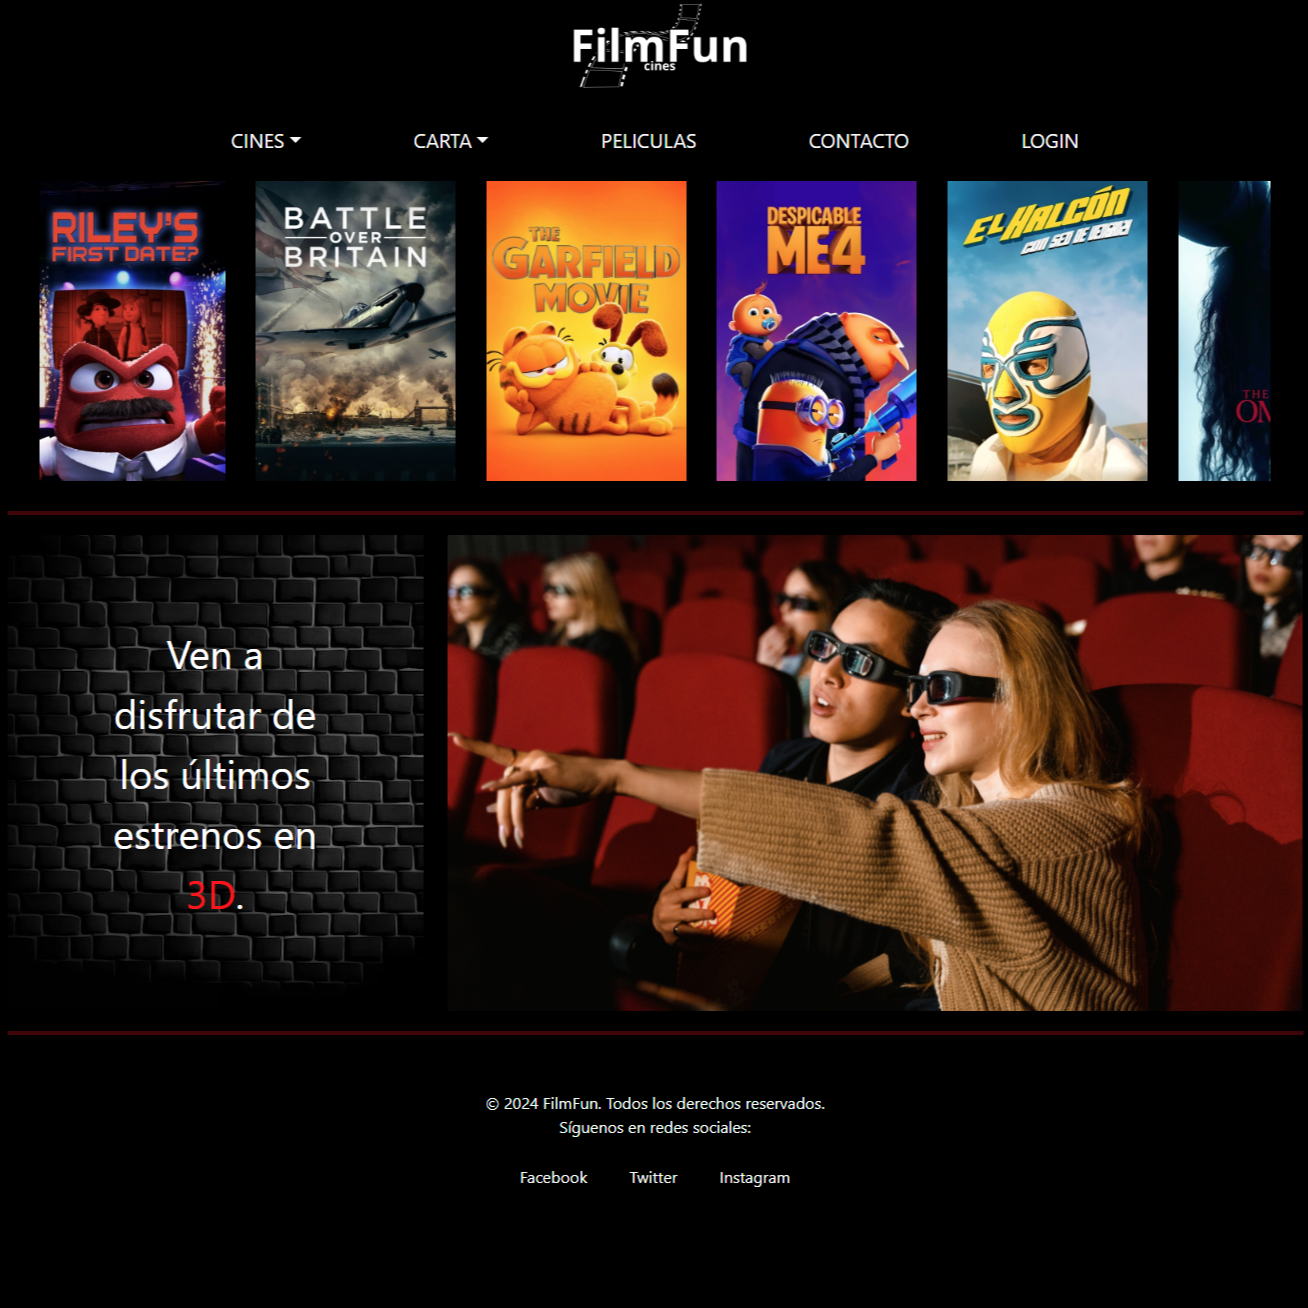 FilmFun
cines
CINES
CARTA
PELICULAS
CONTACTO
LOGIN
RILEY'S
FIRST DATE?
BATTLE
OVER
BRITAIN
THE
GARFIELD
MOVIE
DESPICABLE
ME4
EL HALCÓN
CON SED DE VENGANZA
THE
Ven a
disfrutar de
los últimos
estrenos en
3D.
© 2024 FilmFun. Todos los derechos reservados.
Síguenos en redes sociales:
Facebook
Twitter
Instagram